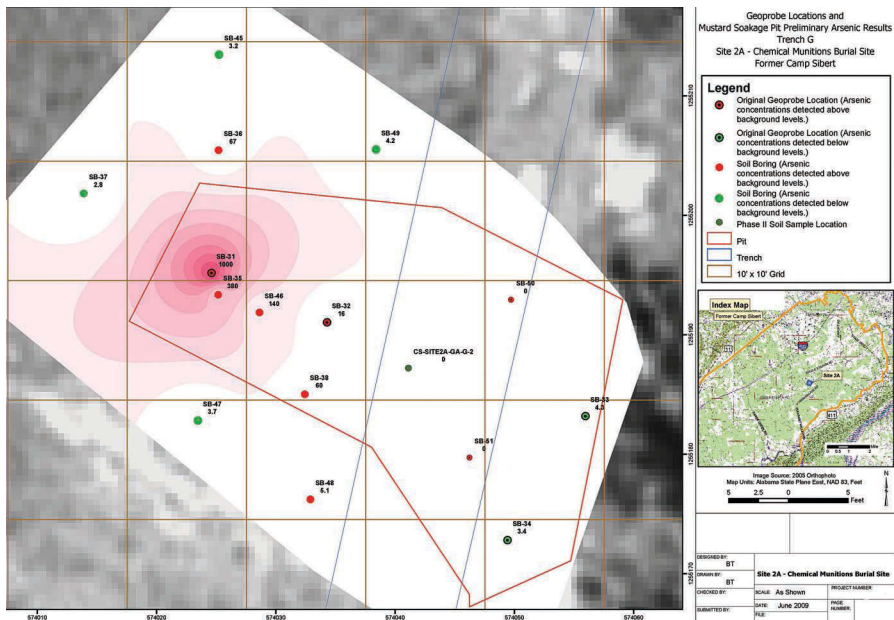 SB-45
3.2
SB-36
67
SB-49
4.2
SB-37
2.8
SB-31
1000
SB-35
380
SB-46
140
SB-32
16
SB-50
0
CS-SITE2A-GA-G-2
0
SB-38
60
SB-47
3.7
SB-33
4.3
SB-51
0
SB-48
5.1
SB-34
3.4
574010
574020
574030
574040
574050
574060
1255210
1255200
1255190
1255180
1255170
Geoprobe Locations and
Mustard Soakage Pit Preliminary Arsenic Results
Trench G
Site 2A - Chemical Munitions Burial Site
Former Camp Sibert
Legend
Original Geoprobe Location (Arsenic
concentrations detected above
background levels.)
Original Geoprobe Location (Arsenic
concentrations detected below
background levels.)
Soil Boring (Arsenic
concentrations detected above
background levels.)
Soil Boring (Arsenic
concentrations detected below
background levels.)
Phase II Soil Sample Location
Pit
Trench
10' x 10' Grid
Index Map
Former Camp Sibert
Site 2A
411
0 0.5 1 2
Image Source: 2005 Orthophoto
Map Units: Alabama State Plane East, NAD 83, Feet
N
5 2.5 0 5
Feet
DESIGNED BY:
BT
DRAWN BY:
BT
CHECKED BY:
SUBMITTED BY:
Site 2A - Chemical Munitions Burial Site
SCALE: As Shown
PROJECT NUMBER:
DATE: June 2009
PAGE
NUMBER:
FILE: